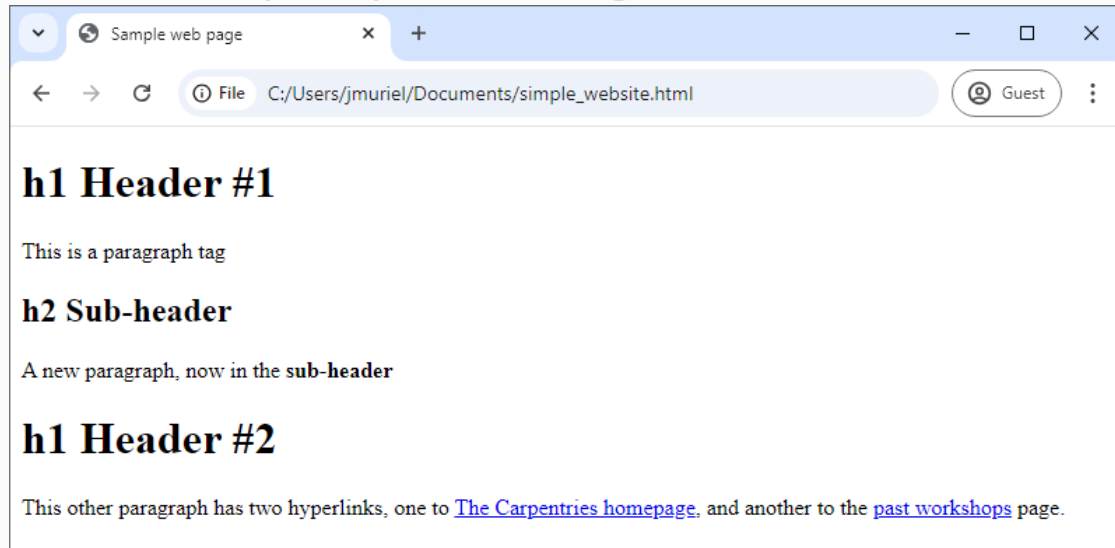 Sample web page
File C:/Users/jmuriel/Documents/simple_website.html Guest
h1 Header #1
This is a paragraph tag
h2 Sub-header
A new paragraph, now in the sub-header
h1 Header #2
This other paragraph has two hyperlinks, one to The Carpentries homepage, and another to the past workshops page.